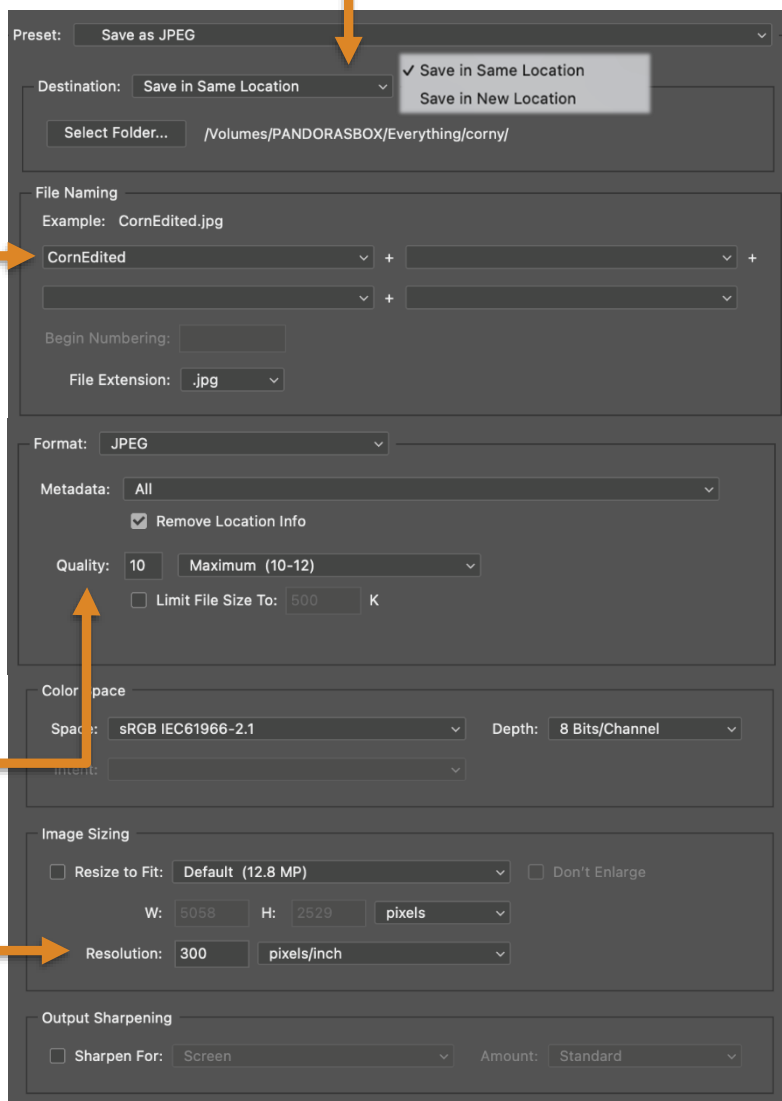 Preset: Save as JPEG
Destination: Save in Same Location
✓ Save in Same Location
Save in New Location
Select Folder... /Volumes/PANDORASBOX/Everything/corny/
File Naming
Example: CornEdited.jpg
CornEdited + +
+
Begin Numbering:
File Extension: .jpg
Format: JPEG
Metadata: All
Remove Location Info
Quality: 10 Maximum (10-12)
Limit File Size To: 500 K
Color Space
Space: sRGB IEC61966-2.1 Depth: 8 Bits/Channel
Intent:
Image Sizing
Resize to Fit: Default (12.8 MP) Don't Enlarge
W: 5058 H: 2529 pixels
Resolution: 300 pixels/inch
Output Sharpening
Sharpen For: Screen Amount: Standard